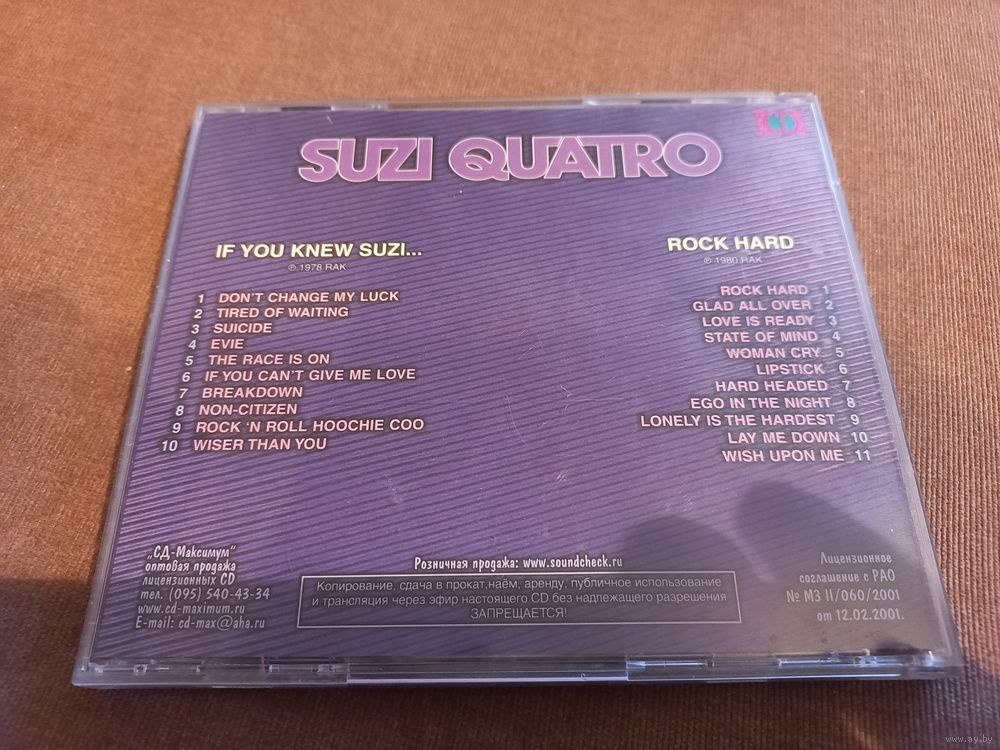 CD
SUZI QUATRO
IF YOU KNEW SUZI...
℗ 1978 RAK
1 DON'T CHANGE MY LUCK
2 TIRED OF WAITING
3 SUICIDE
4 EVIE
5 THE RACE IS ON
6 IF YOU CAN'T GIVE ME LOVE
7 BREAKDOWN
8 NON-CITIZEN
9 ROCK 'N ROLL HOOCHIE COO
10 WISER THAN YOU
ROCK HARD
℗ 1980 RAK
ROCK HARD 1
GLAD ALL OVER 2
LOVE IS READY 3
STATE OF MIND 4
WOMAN CRY 5
LIPSTICK 6
HARD HEADED 7
EGO IN THE NIGHT 8
LONELY IS THE HARDEST 9
LAY ME DOWN 10
WISH UPON ME 11
„СД-Максимум"
оптовая продажа
лицензионных CD
тел. (095) 540-43-34
www.cd-maximum.ru
E-mail: cd-max@aha.ru
Розничная продажа: www.soundcheck.ru
Копирование, сдача в прокат,наём, аренду, публичное использование
и трансляция через эфир настоящего CD без надлежащего разрешения
ЗАПРЕЩАЕТСЯ!
Лицензионное
соглашение с РАО
№ МЗ II/060/2001
от 12.02.2001.
www.ay.by